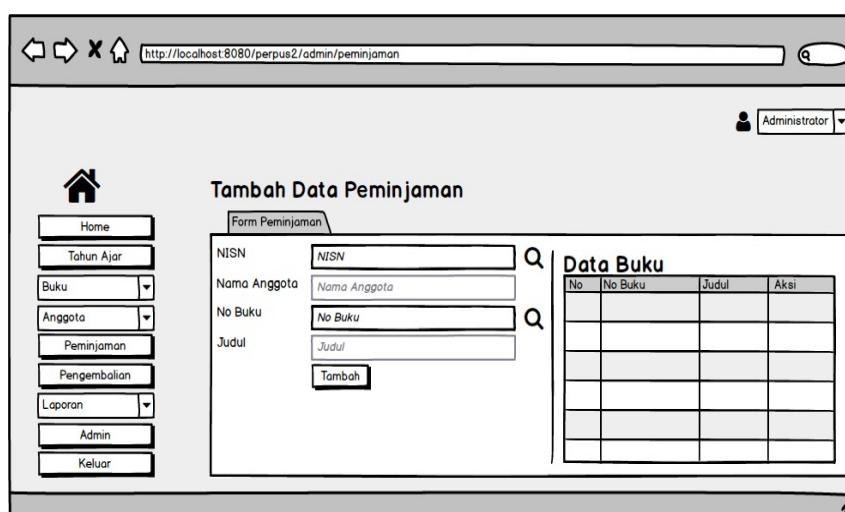 http://localhost:8080/perpus2/admin/peminjaman
Administrator
Home
Tahun Ajar
Buku
Anggota
Peminjaman
Pengembalian
Laporan
Admin
Keluar
Tambah Data Peminjaman
Form Peminjaman
NISN NISN
Nama Anggota Nama Anggota
No Buku No Buku
Judul Judul
Tambah
Data Buku
No No Buku Judul Aksi